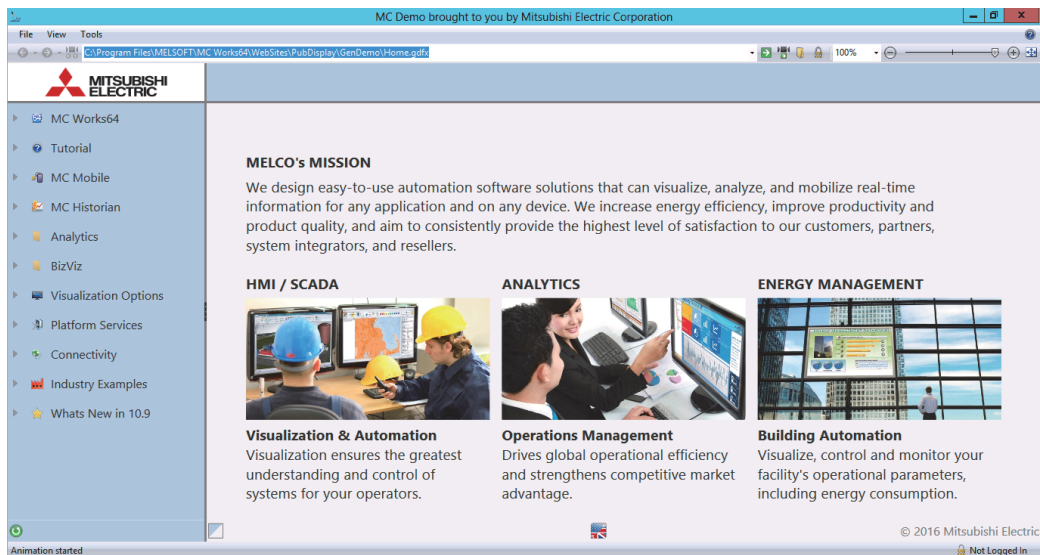 MC Demo brought to you by Mitsubishi Electric Corporation
File View Tools
C:\Program Files\MELSOFT\MC Works64\WebSites\PubDisplay\GenDemo\Home.gdfx
100%
MITSUBISHI
ELECTRIC
MC Works64
Tutorial
MC Mobile
MC Historian
Analytics
BizViz
Visualization Options
Platform Services
Connectivity
Industry Examples
Whats New in 10.9
MELCO's MISSION
We design easy-to-use automation software solutions that can visualize, analyze, and mobilize real-time
information for any application and on any device. We increase energy efficiency, improve productivity and
product quality, and aim to consistently provide the highest level of satisfaction to our customers, partners,
system integrators, and resellers.
HMI / SCADA
Visualization & Automation
Visualization ensures the greatest
understanding and control of
systems for your operators.
ANALYTICS
Operations Management
Drives global operational efficiency
and strengthens competitive market
advantage.
ENERGY MANAGEMENT
Building Automation
Visualize, control and monitor your
facility's operational parameters,
including energy consumption.
© 2016 Mitsubishi Electric
Animation started
Not Logged In